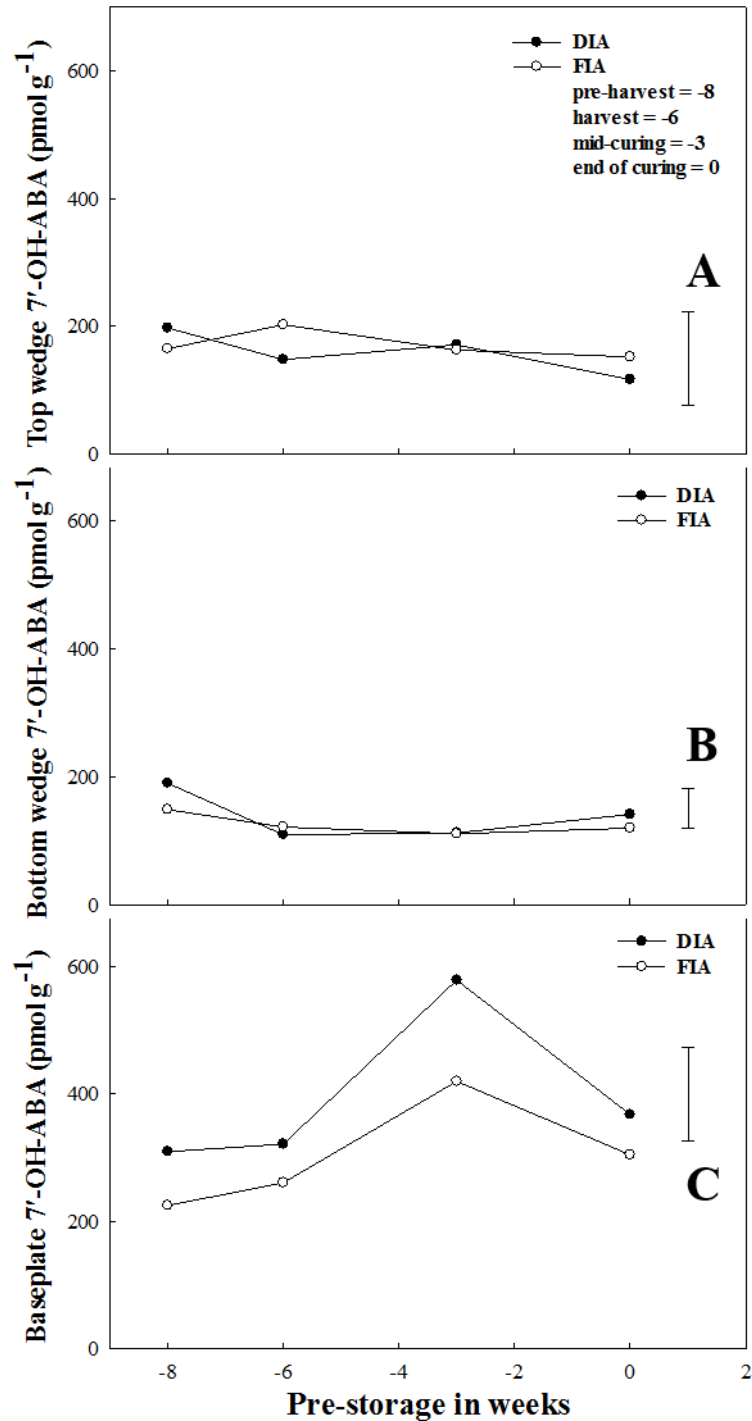 Top wedge 7'-OH-ABA (pmol g-1)
600
400
200
0
DIA
FIA
pre-harvest = -8
harvest = -6
mid-curing = -3
end of curing = 0
A
Bottom wedge 7'-OH-ABA (pmol g-1)
600
400
200
0
DIA
FIA
B
Baseplate 7'-OH-ABA (pmol g-1)
600
400
200
0
DIA
FIA
C
-8 -6 -4 -2 0 2
Pre-storage in weeks